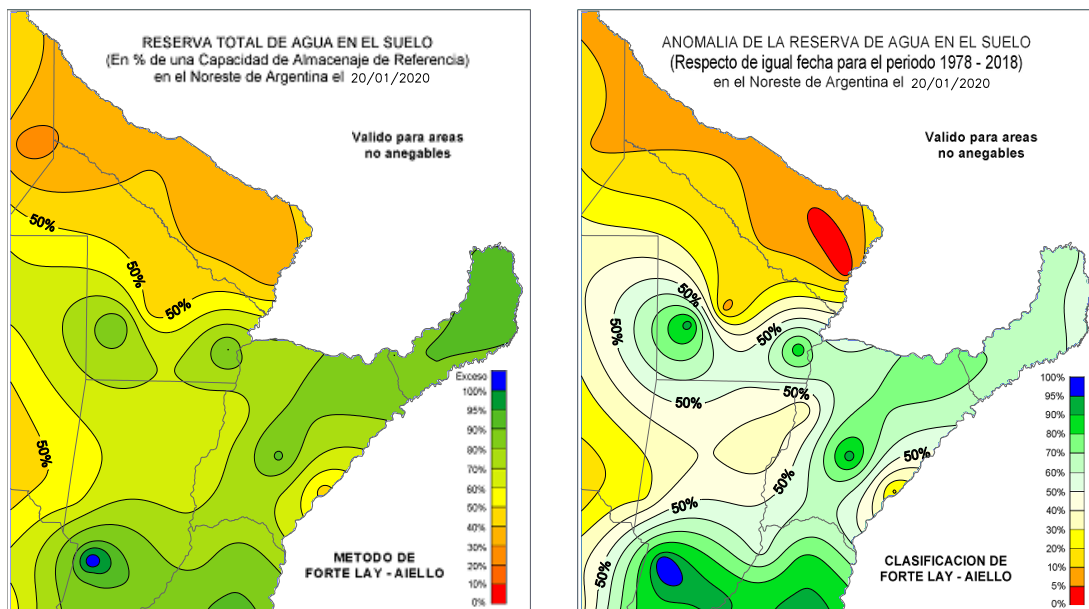 RESERVA TOTAL DE AGUA EN EL SUELO
(En % de una Capacidad de Almacenaje de Referencia)
en el Noreste de Argentina el 20/01/2020
Valido para areas
no anegables
50%
50%
50%
50%
Exceso
100%
95%
90%
80%
70%
60%
50%
40%
30%
20%
10%
0%
METODO DE
FORTE LAY - AIELLO
ANOMALIA DE LA RESERVA DE AGUA EN EL SUELO
(Respecto de igual fecha para el periodo 1978 - 2018)
en el Noreste de Argentina el 20/01/2020
Valido para areas
no anegables
50%
50%
50%
50%
50%
50%
50%
50%
50%
100%
95%
90%
80%
70%
60%
50%
40%
30%
20%
10%
5%
0%
CLASIFICACION DE
FORTE LAY - AIELLO